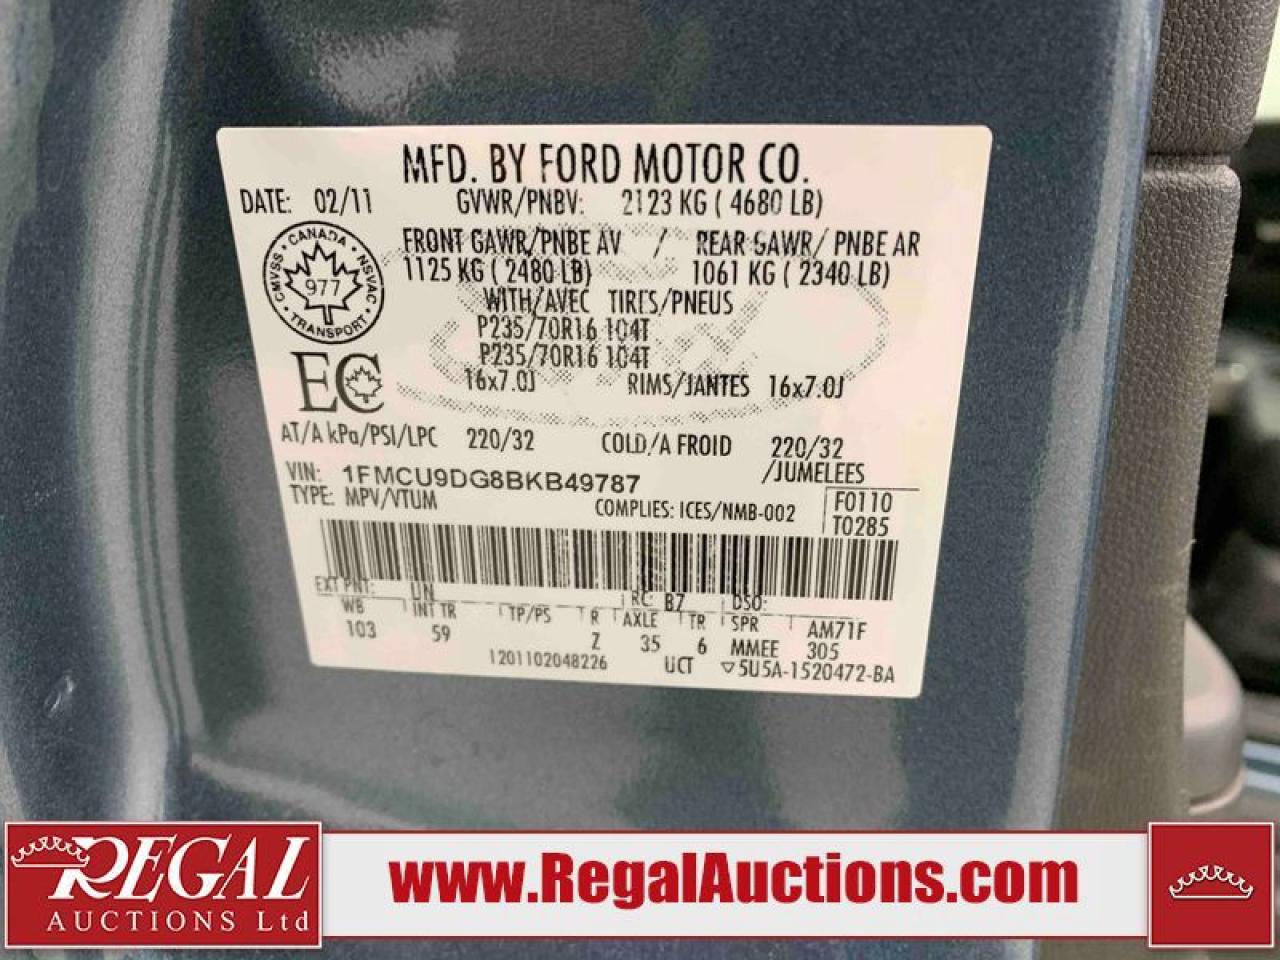 MFD. BY FORD MOTOR CO.
DATE: 02/11 GVWR/PNBV: 2123 KG ( 4680 LB)
FRONT GAWR/PNBE AV / REAR GAWR/ PNBE AR
1125 KG ( 2480 LB) 1061 KG ( 2340 LB)
CMVSS · CANADA · NSVAC · TRANSPORT ·
977
WITH/AVEC TIRES/PNEUS
P235/70R16 104T
P235/70R16 104T
16x7.0J RIMS/JANTES 16x7.0J
EC
AT/A kPa/PSI/LPC 220/32 COLD/A FROID 220/32
VIN: 1FMCU9DG8BKB49787 /JUMELEES
TYPE: MPV/VTUM COMPLIES: ICES/NMB-002 F0110
T0285
EXT PNT: UN RC: B7 DSO:
WB INT TR TP/PS R AXLE TR SPR AM71F
103 59 Z 35 6 MMEE 305
1201102048226 UCT ▽5U5A-1520472-BA
REGAL
AUCTIONS Ltd
www.RegalAuctions.com